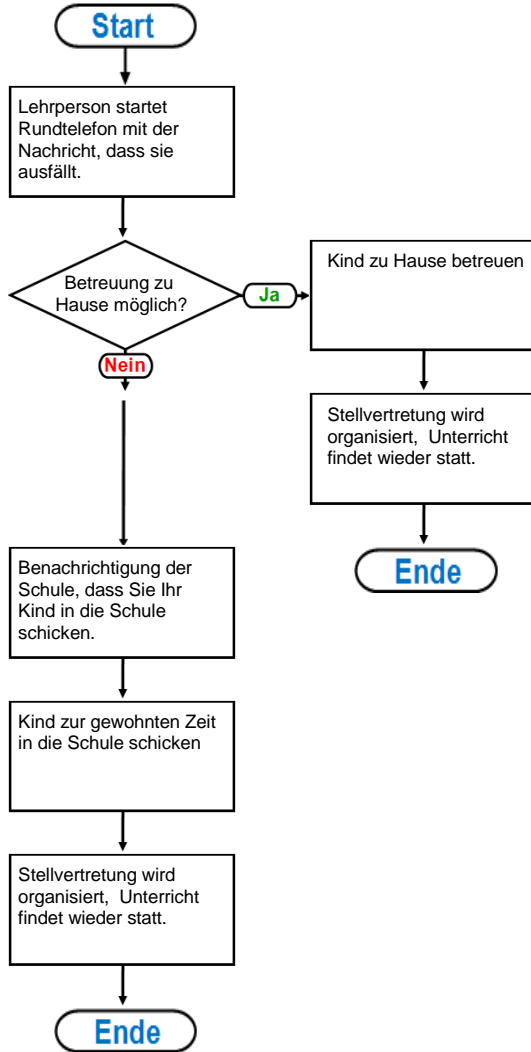 Start
Lehrperson startet
Rundtelefon mit der
Nachricht, dass sie
ausfällt.
Betreuung zu
Hause möglich?
Ja
Kind zu Hause betreuen
Stellvertretung wird
organisiert, Unterricht
findet wieder statt.
Ende
Nein
Benachrichtigung der
Schule, dass Sie Ihr
Kind in die Schule
schicken.
Kind zur gewohnten Zeit
in die Schule schicken
Stellvertretung wird
organisiert, Unterricht
findet wieder statt.
Ende